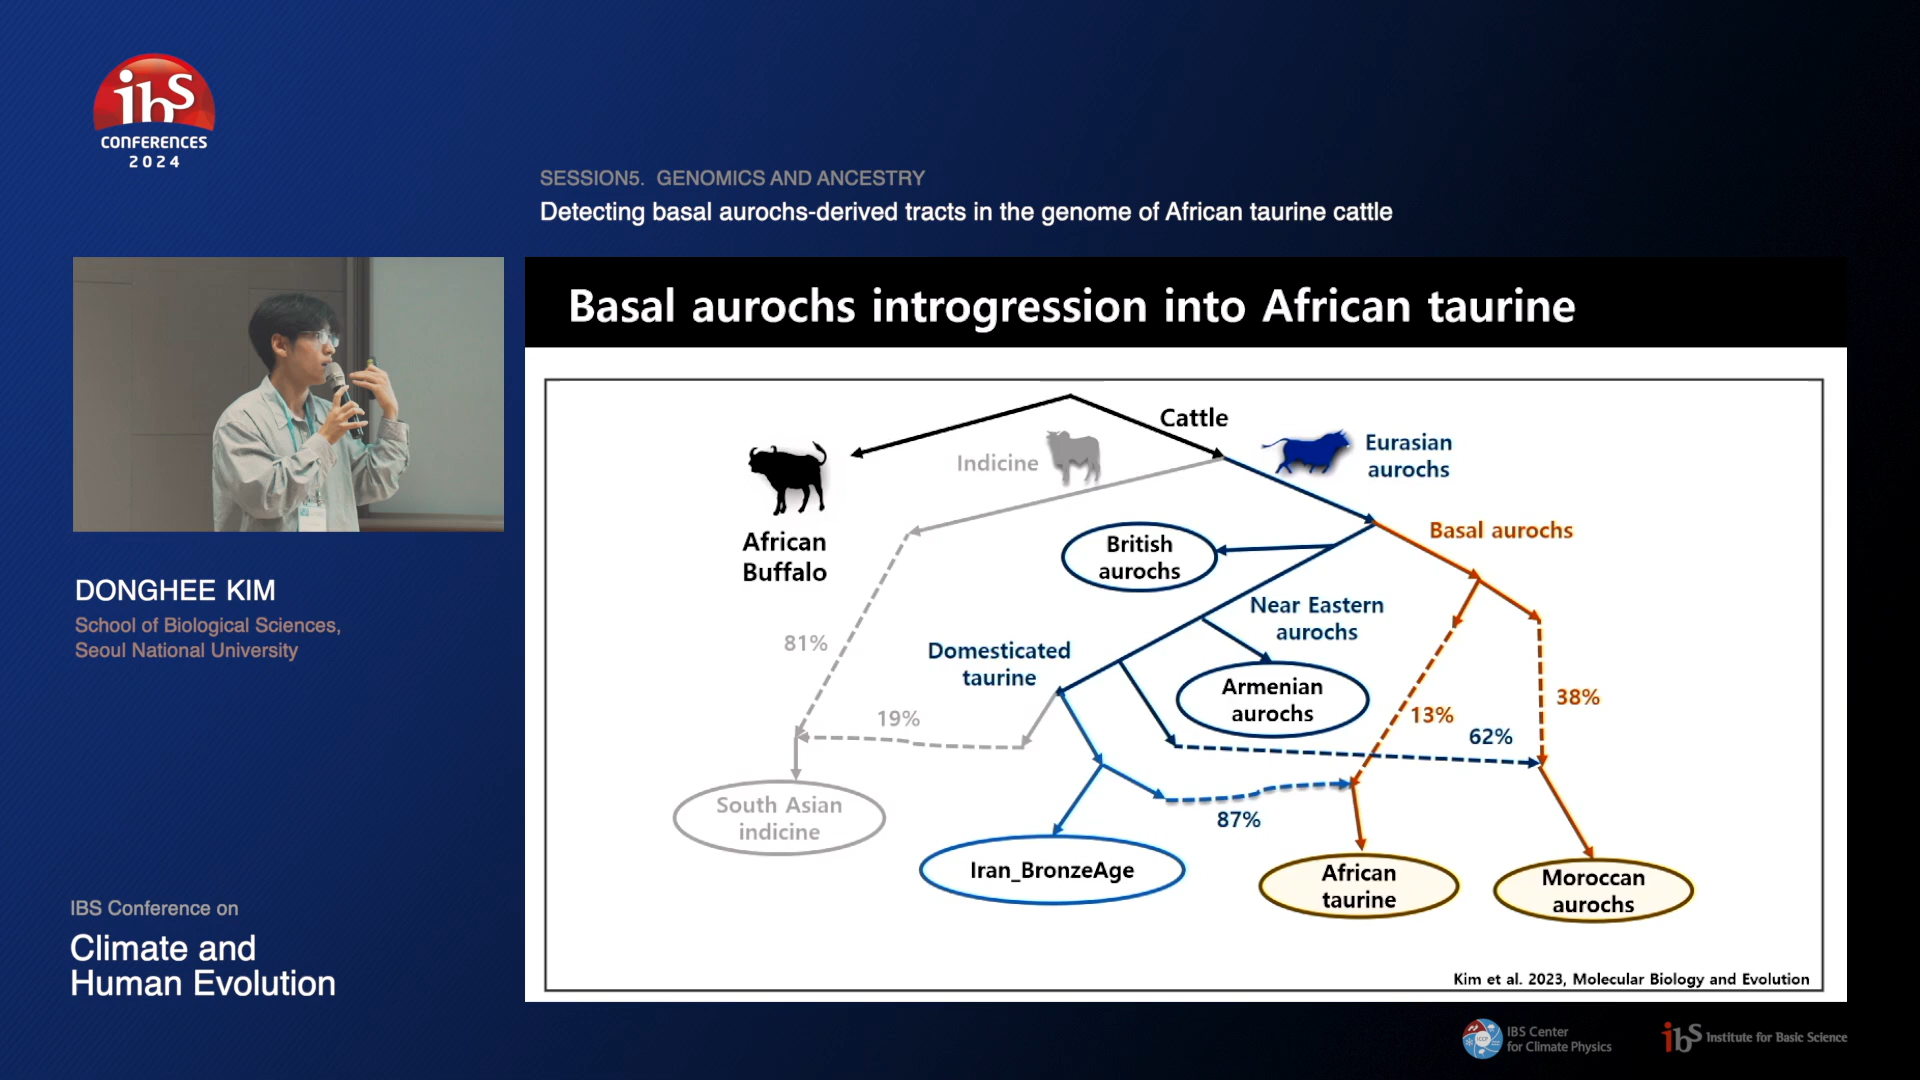 ibs
CONFERENCES
2024
SESSION5. GENOMICS AND ANCESTRY
Detecting basal aurochs-derived tracts in the genome of African taurine cattle
DONGHEE KIM
School of Biological Sciences,
Seoul National University
IBS Conference on
Climate and
Human Evolution
Basal aurochs introgression into African taurine
Cattle
Indicine
Eurasian
aurochs
African
Buffalo
British
aurochs
Basal aurochs
Near Eastern
aurochs
81%
Domesticated
taurine
Armenian
aurochs
19%
13%
38%
62%
South Asian
indicine
87%
Iran_BronzeAge
African
taurine
Moroccan
aurochs
Kim et al. 2023, Molecular Biology and Evolution
ICCP
IBS Center
for Climate Physics
ibs Institute for Basic Science